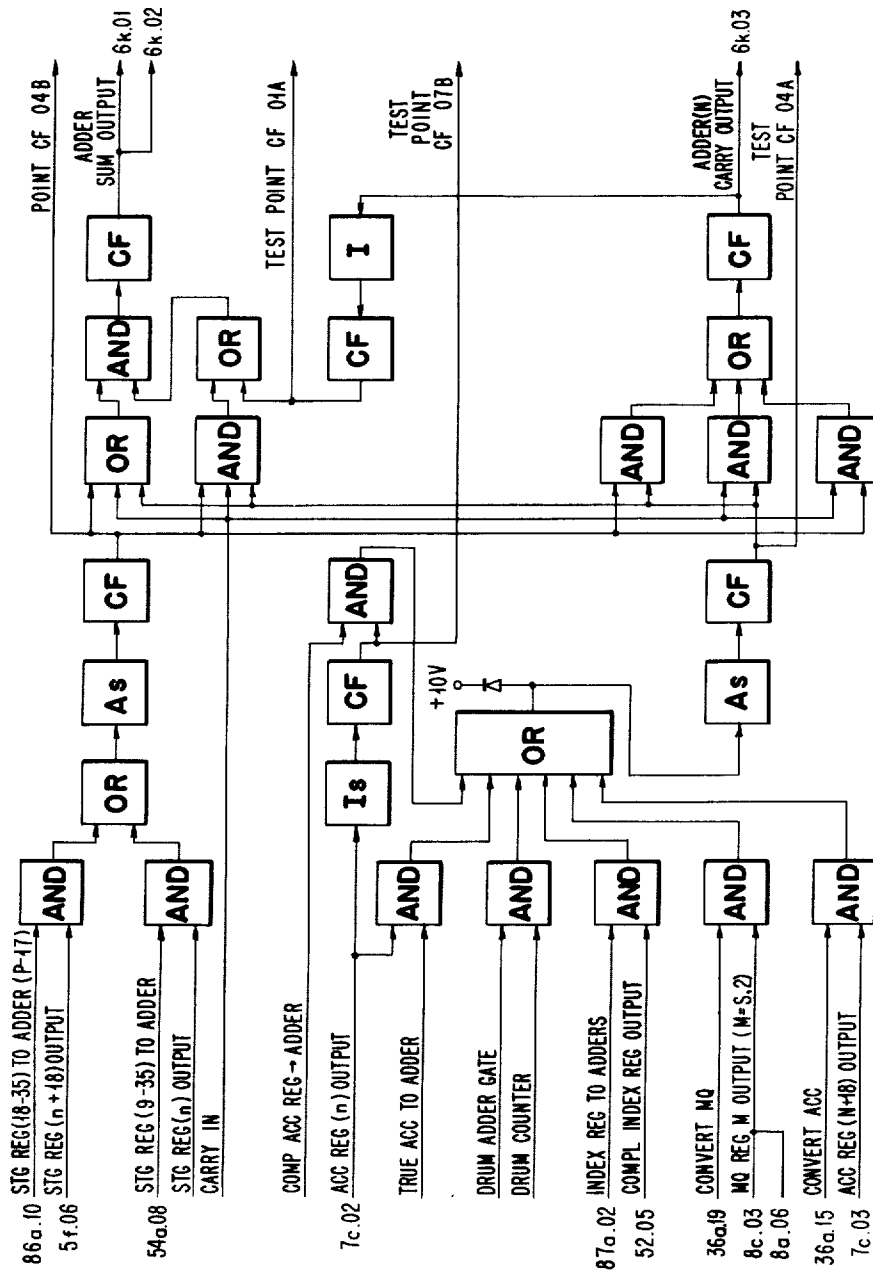 86a.10 STG REG(18-35) TO ADDER (P-17)
5f.06 STG REG(n+18) OUTPUT
AND
54a.08 STG REG (9-35) TO ADDER
STG REG(n) OUTPUT
AND
CARRY IN
OR
As
CF
POINT CF 04B
OR
AND
CF
ADDER
SUM OUTPUT
6k.01
6k.02
AND
OR
TEST POINT CF 01A
COMP ACC REG→ADDER
7c.02 ACC REG (n) OUTPUT
TRUE ACC TO ADDER
AND
Is
CF
AND
CF
I
TEST
POINT
CF 07B
DRUM ADDER GATE
DRUM COUNTER
AND
+10V
OR
87a.02 INDEX REG TO ADDERS
52.05 COMPL INDEX REG OUTPUT
AND
36a.19 CONVERT MQ
8c.03 MQ REG M OUTPUT (M=S.2)
8a.06
AND
As
CF
AND
AND
AND
OR
CF
ADDER(N)
CARRY OUTPUT
6k.03
TEST
POINT CF 04A
36a.15 CONVERT ACC
7c.03 ACC REG (N+18) OUTPUT
AND